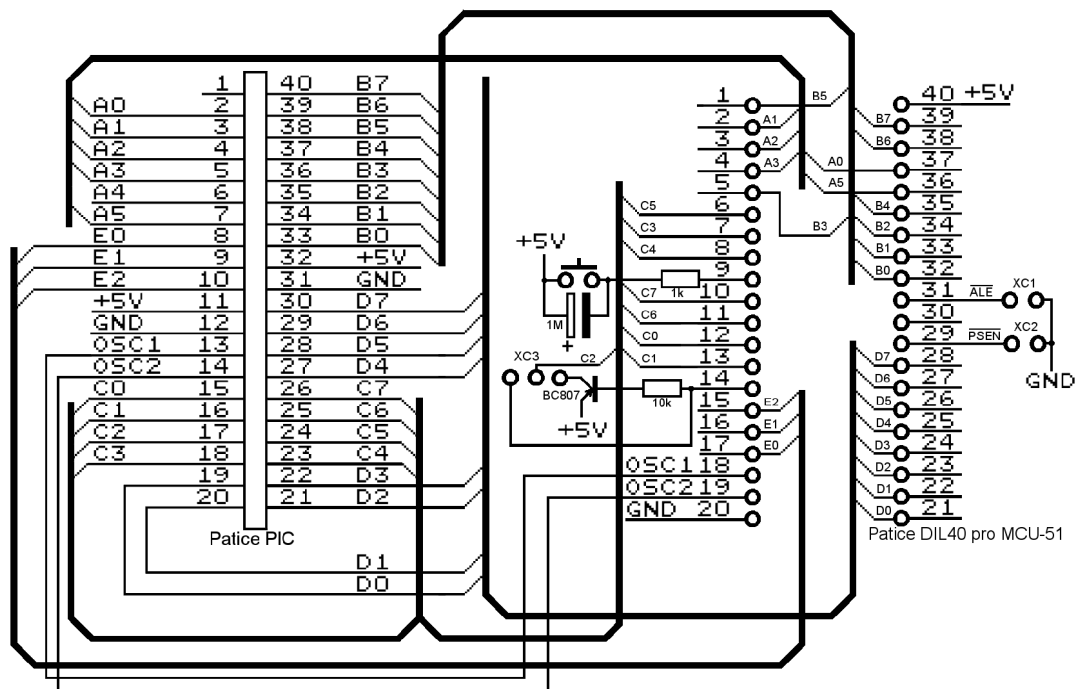 1 40 B7
A0 2 39 B6
A1 3 38 B5
A2 4 37 B4
A3 5 36 B3
A4 6 35 B2
A5 7 34 B1
E0 8 33 B0
E1 9 32 +5V
E2 10 31 GND
+5V 11 30 D7
GND 12 29 D6
OSC1 13 28 D5
OSC2 14 27 D4
C0 15 26 C7
C1 16 25 C6
C2 17 24 C5
C3 18 23 C4
19 22 D3
20 21 D2
Patice PIC
D1
D0
1 B5
2 A1
3 A2
4 A3
5 B3
C5 6
C3 7
C4 8
+5V
9
1k
1M
+
C7 10
C6 11
C0 12
XC3 C2 C1 13
14
BC807
10k
+5V
15 E2
16 E1
17 E0
OSC1 18
OSC2 19
GND 20
40 +5V
B7 39
B6 38
A0 37
A5 36
B4 35
B2 34
B1 33
B0 32
31 ALE XC1
30
29 PSEN XC2
GND
D7 28
D6 27
D5 26
D4 25
D3 24
D2 23
D1 22
D0 21
Patice DIL40 pro MCU-51